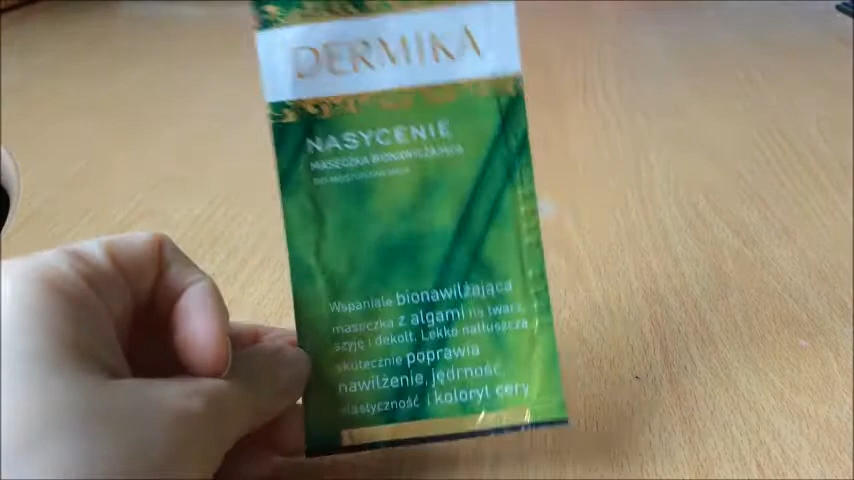 DERMIKA
NASYCENIE
MASECZKA BIONAWILŻAJĄCA
Wspaniale bionawilżająca
maseczka z algami na twarz,
szyję i dekolt. Lekko natłuszcza
skutecznie poprawia
nawilżenie, jędrność,
elastyczność i koloryt cery